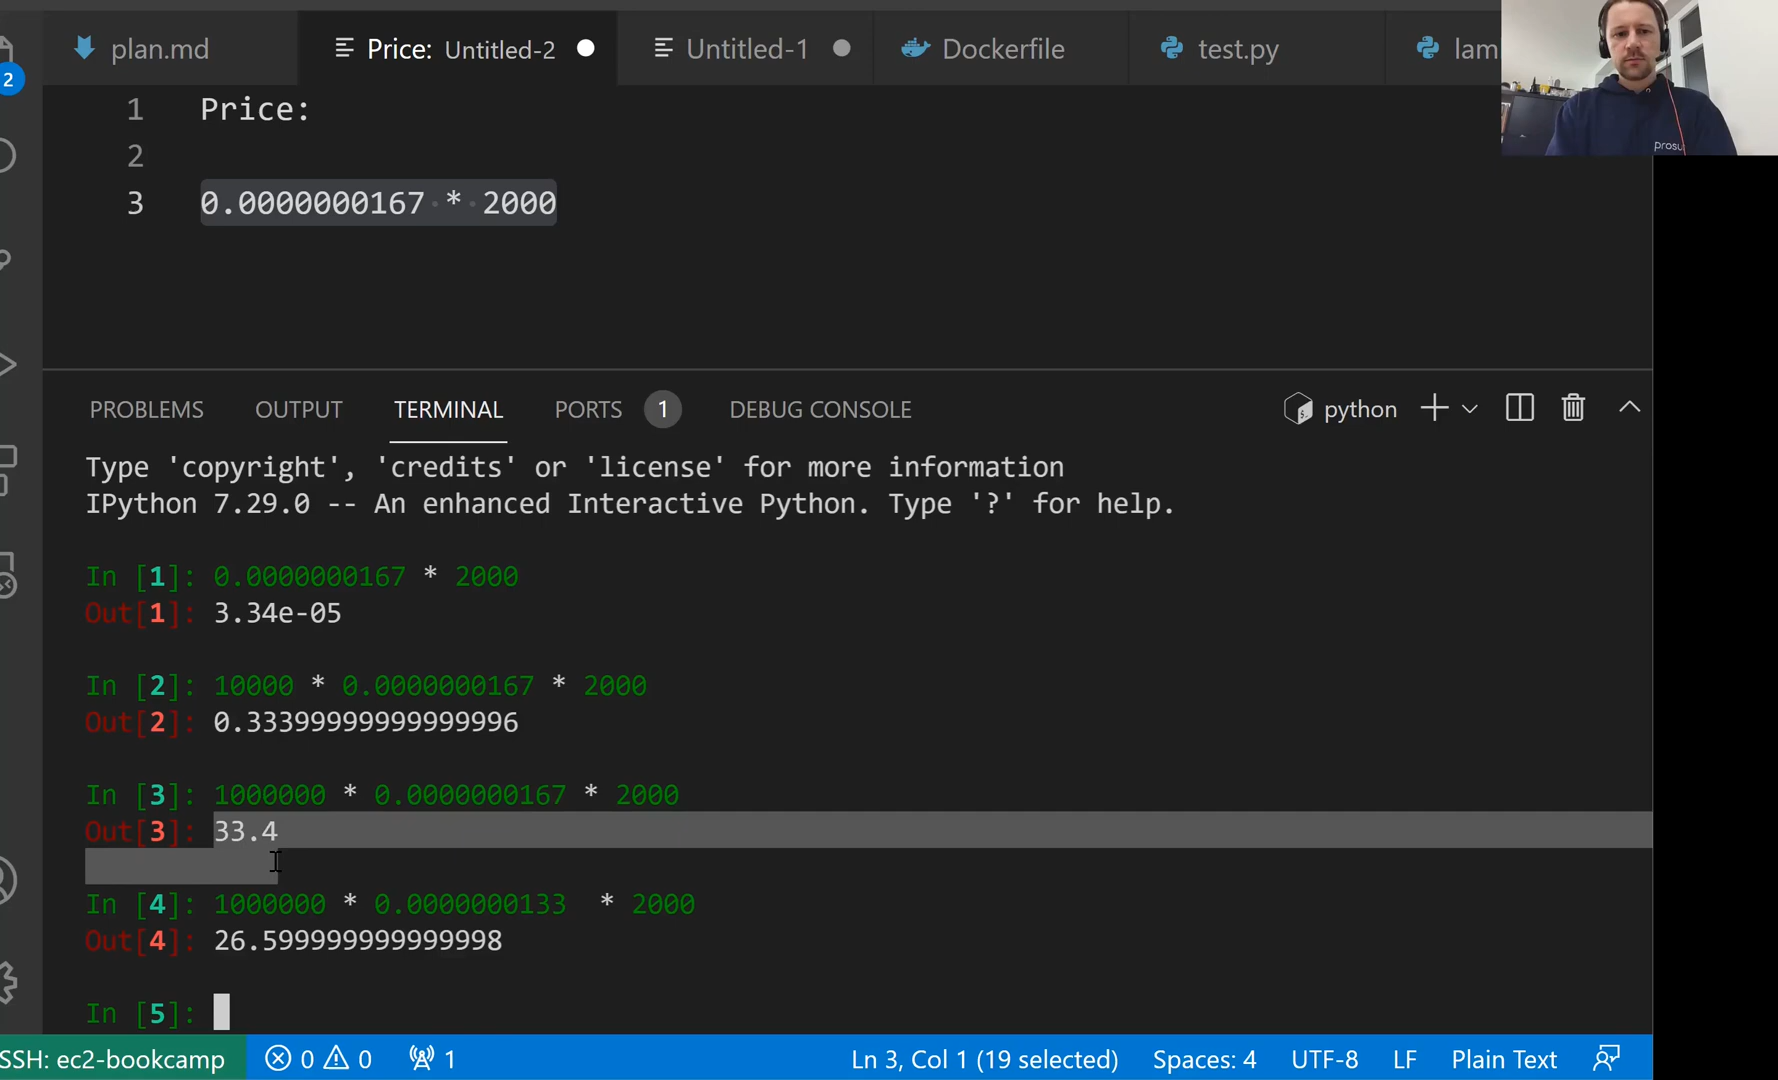 plan.md
Price: Untitled-2
Untitled-1
Dockerfile
test.py
lam
2
1 Price:
2
3 0.0000000167 * 2000
prosu
PROBLEMS OUTPUT TERMINAL PORTS 1 DEBUG CONSOLE
python
Type 'copyright', 'credits' or 'license' for more information
IPython 7.29.0 -- An enhanced Interactive Python. Type '?' for help.
In [1]: 0.0000000167 * 2000
Out[1]: 3.34e-05
In [2]: 10000 * 0.0000000167 * 2000
Out[2]: 0.33399999999999996
In [3]: 1000000 * 0.0000000167 * 2000
Out[3]: 33.4
In [4]: 1000000 * 0.0000000133  * 2000
Out[4]: 26.599999999999998
In [5]:
SSH: ec2-bookcamp 0 0 1 Ln 3, Col 1 (19 selected) Spaces: 4 UTF-8 LF Plain Text